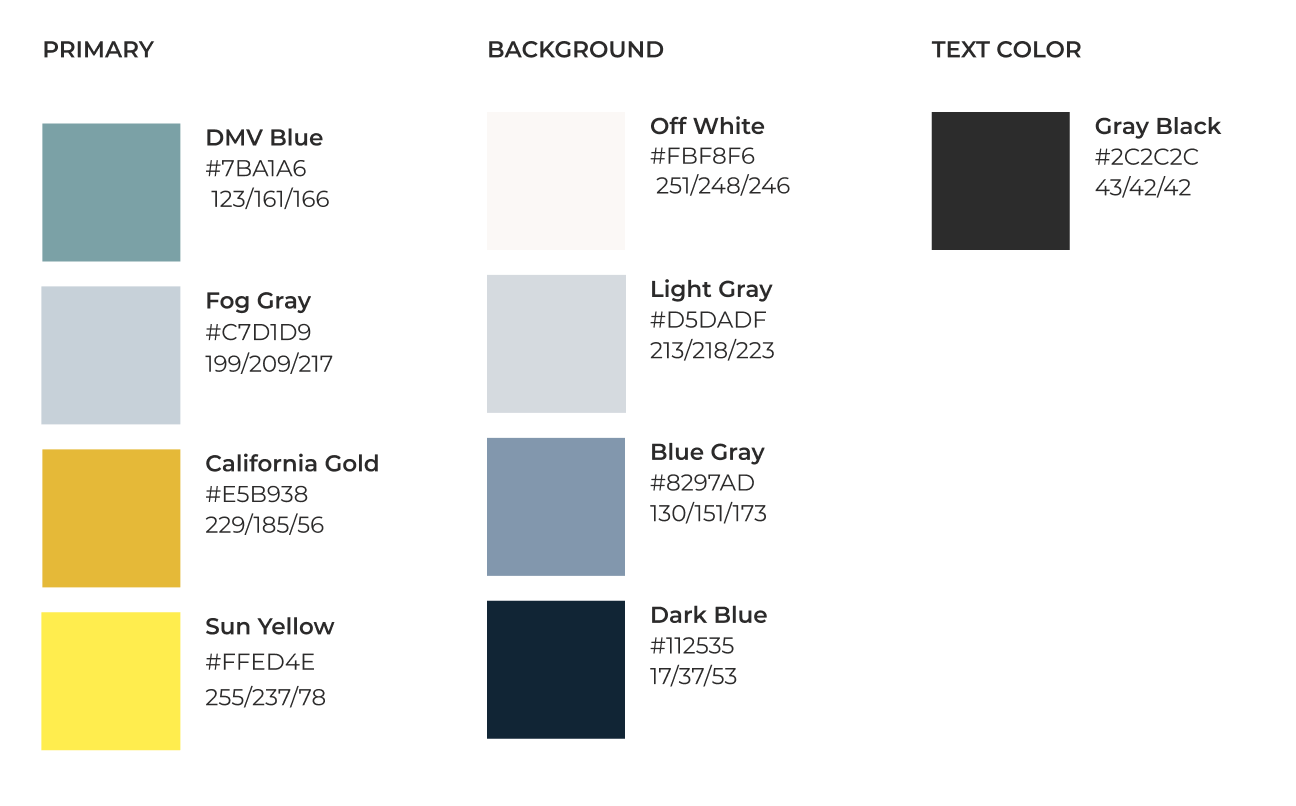 PRIMARY
DMV Blue
#7BA1A6
123/161/166
Fog Gray
#C7D1D9
199/209/217
California Gold
#E5B938
229/185/56
Sun Yellow
#FFED4E
255/237/78
BACKGROUND
Off White
#FBF8F6
251/248/246
Light Gray
#D5DADF
213/218/223
Blue Gray
#8297AD
130/151/173
Dark Blue
#112535
17/37/53
TEXT COLOR
Gray Black
#2C2C2C
43/42/42